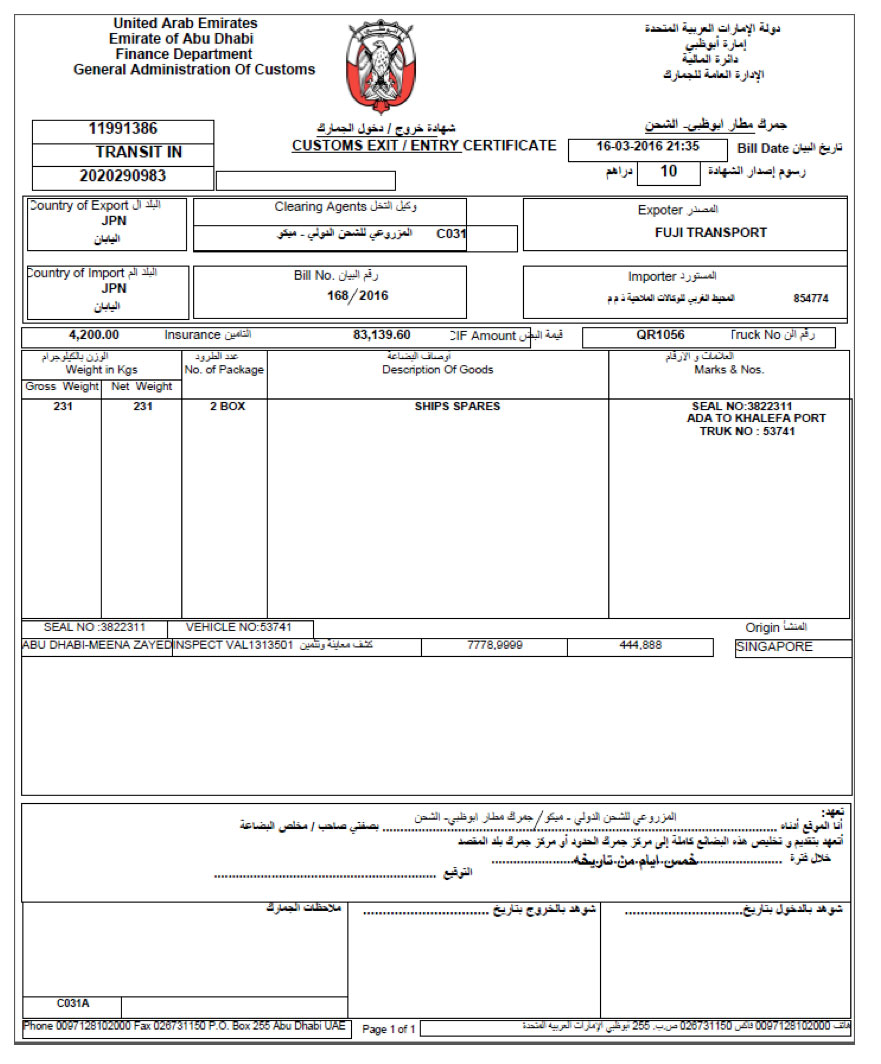 United Arab Emirates
Emirate of Abu Dhabi
Finance Department
General Administration Of Customs
دولة الإمارات العربية المتحدة
إمارة أبوظبي
دائرة المالية
الإدارة العامة للجمارك
11991386
TRANSIT IN
2020290983
شهادة خروج / دخول الجمارك
CUSTOMS EXIT / ENTRY CERTIFICATE
جمرك مطار ابوظبي- الشحن
16-03-2016 21:35 Bill Date تاريخ البيان
رسوم إصدار الشهادة 10 دراهم
Country of Export البلد ال
JPN
اليابان
Clearing Agents وكيل التخل
C031 المزروعي للشحن الدولي - ميكو
Expoter المصدر
FUJI TRANSPORT
Country of Import البلد الم
JPN
اليابان
Bill No. رقم البيان
168/2016
Importer المستورد
المحيط الغربي للوكالات الملاحية ذ م م 854774
4,200.00 Insurance التامين 83,139.60 CIF Amount قيمة البض QR1056 Truck No رقم الن
الوزن بالكيلوجرام
Weight in Kgs
Gross Weight Net Weight
عدد الطرود
No. of Package
أوصاف البضاعة
Description Of Goods
العلامات و الارقام
Marks & Nos.
231 231 2 BOX SHIPS SPARES SEAL NO:3822311
ADA TO KHALEFA PORT
TRUK NO : 53741
SEAL NO :3822311 VEHICLE NO:53741 Origin المنشأ
ABU DHABI-MEENA ZAYED INSPECT VAL1313501 كشف معاينة وتثمين 7778,9999 444,888 SINGAPORE
تعهد:
أنا الموقع أدناه المزروعي للشحن الدولي - ميكو/جمرك مطار ابوظبي- الشحن بصفتي صاحب / مخلص البضاعة
أتعهد بتقديم و تخليص هذه البضائع كاملة إلى مركز جمرك الحدود أو مركز جمرك بلد المقصد
خلال فترة خمس ايام من تاريخه
التوقيع
ملاحظات الجمارك
شوهد بالخروج بتاريخ
شوهد بالدخول بتاريخ
C031A
Phone 0097128102000 Fax 026731150 P.O. Box 255 Abu Dhabi UAE
Page 1 of 1
هاتف 0097128102000 فاكس 026731150 ص.ب. 255 أبوظبي الإمارات العربيه المتحدة